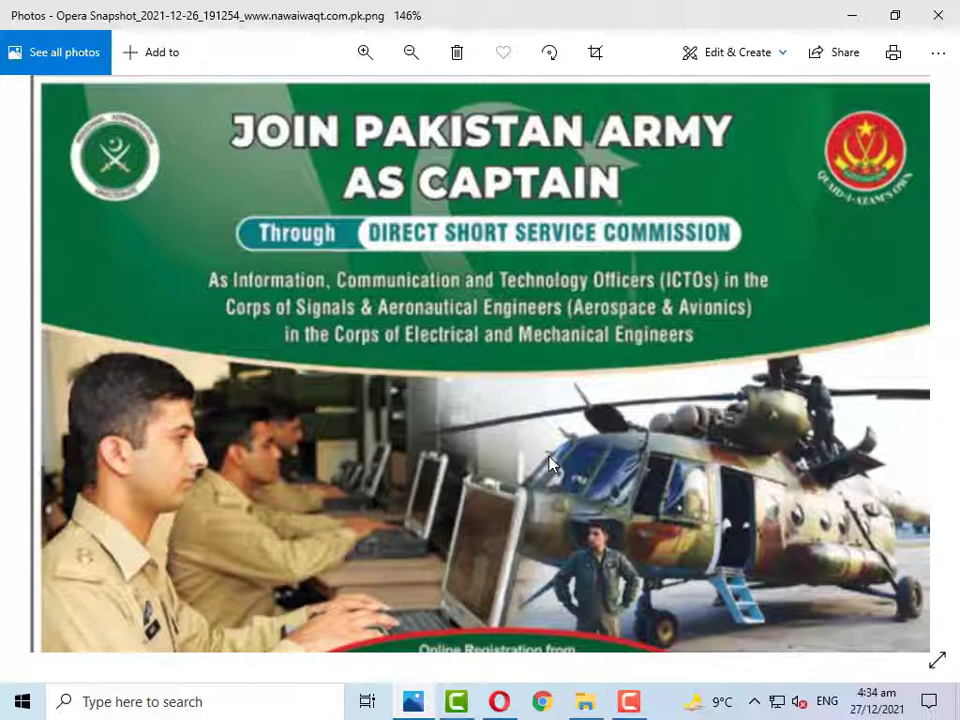 Photos - Opera Snapshot_2021-12-26_191254_www.nawaiwaqt.com.pk.png   146%
See all photos
Add to
Edit & Create
Share
JOIN PAKISTAN ARMY
AS CAPTAIN
Through DIRECT SHORT SERVICE COMMISSION
QUAID-I-AZAM'S OWN
As Information, Communication and Technology Officers (ICTOs) in the
Corps of Signals & Aeronautical Engineers (Aerospace & Avionics)
in the Corps of Electrical and Mechanical Engineers
Online Registration from
Type here to search
9°C
ENG
4:34 am
27/12/2021